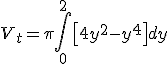 V_t = π∫_0^2 [4y^2−y^4]dy